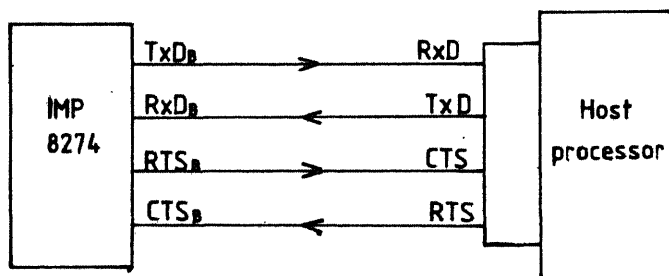 TxDB RxD
IMP 8274
RxDB TxD
Host processor
RTSB CTS
CTSB RTS